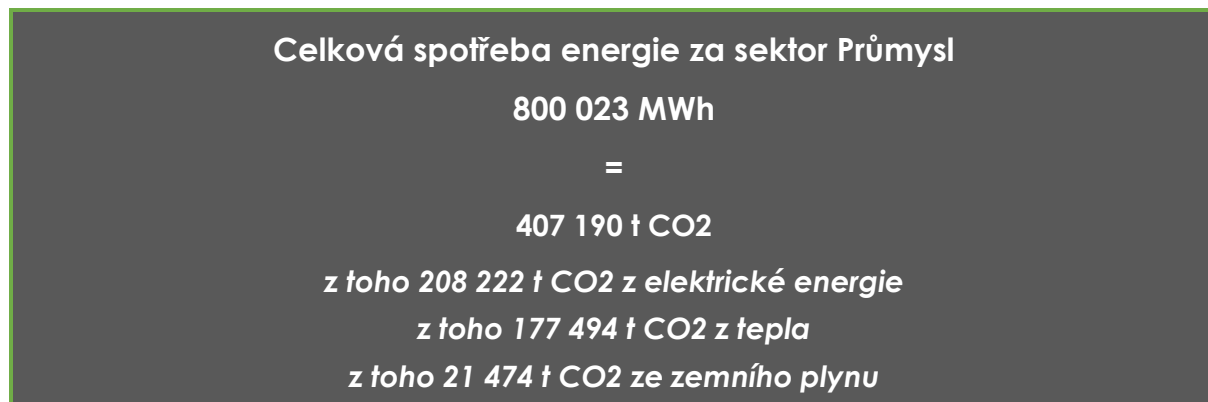 Celková spotřeba energie za sektor Průmysl
800 023 MWh
=
407 190 t CO2
z toho 208 222 t CO2 z elektrické energie
z toho 177 494 t CO2 z tepla
z toho 21 474 t CO2 ze zemního plynu